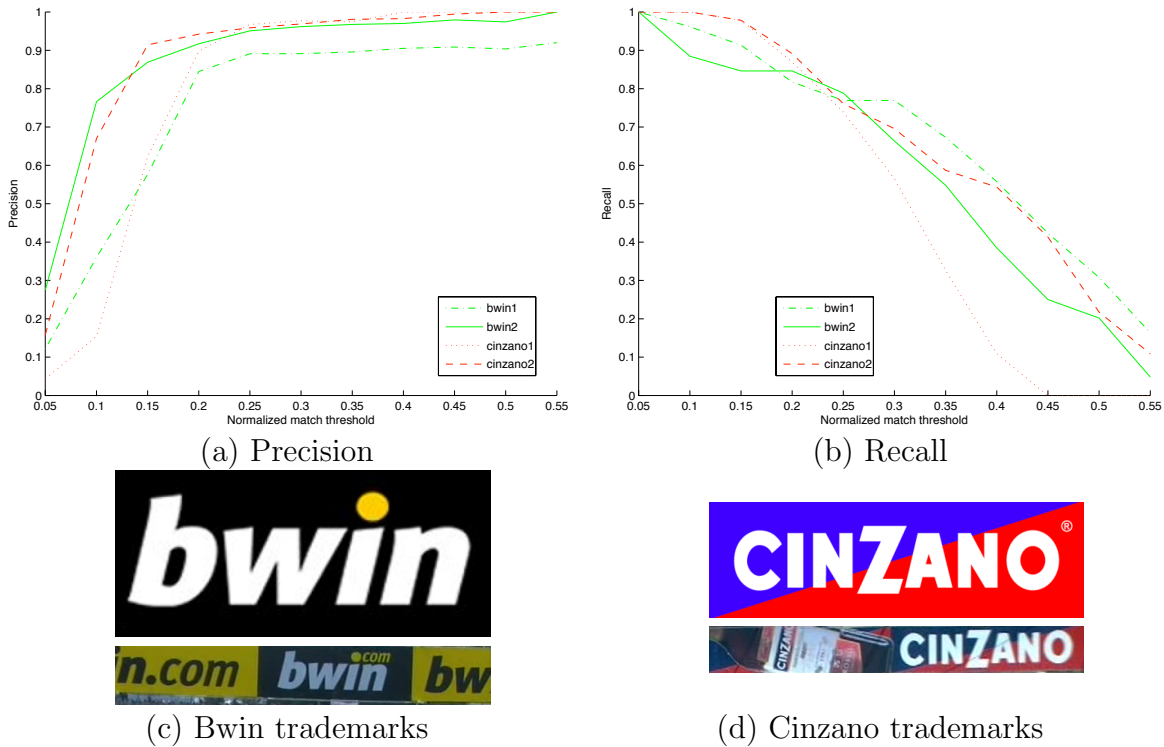 1
0.9
0.8
0.7
0.6
0.5
0.4
0.3
0.2
0.1
0
Precision
bwin1
bwin2
cinzano1
cinzano2
0.05 0.1 0.15 0.2 0.25 0.3 0.35 0.4 0.45 0.5 0.55
Normalized match threshold
(a) Precision
1
0.9
0.8
0.7
0.6
0.5
0.4
0.3
0.2
0.1
0
Recall
bwin1
bwin2
cinzano1
cinzano2
0.05 0.1 0.15 0.2 0.25 0.3 0.35 0.4 0.45 0.5 0.55
Normalized match threshold
(b) Recall
bwin
n.com bwin .com bw
(c) Bwin trademarks
CINZANO ®
CINZANO CINZANO
(d) Cinzano trademarks